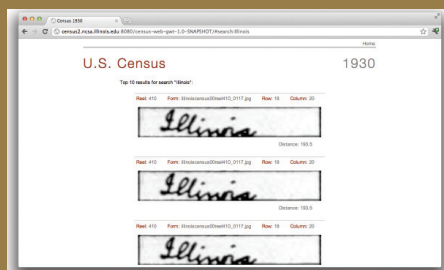 Census 1930
census2.ncsa.illinois.edu:8080/census-web-gwt-1.0-SNAPSHOT/#search:illinois
Home
U.S. Census 1930
Top 10 results for search "illinois":
Reel: 410 Form: illinoiscensus00reel410_0117.jpg Row: 18 Column: 20
Illinois
Distance: 193.5
Reel: 410 Form: illinoiscensus00reel410_0117.jpg Row: 18 Column: 20
Illinois
Distance: 193.5
Reel: 410 Form: illinoiscensus00reel410_0117.jpg Row: 18 Column: 20
Illinois